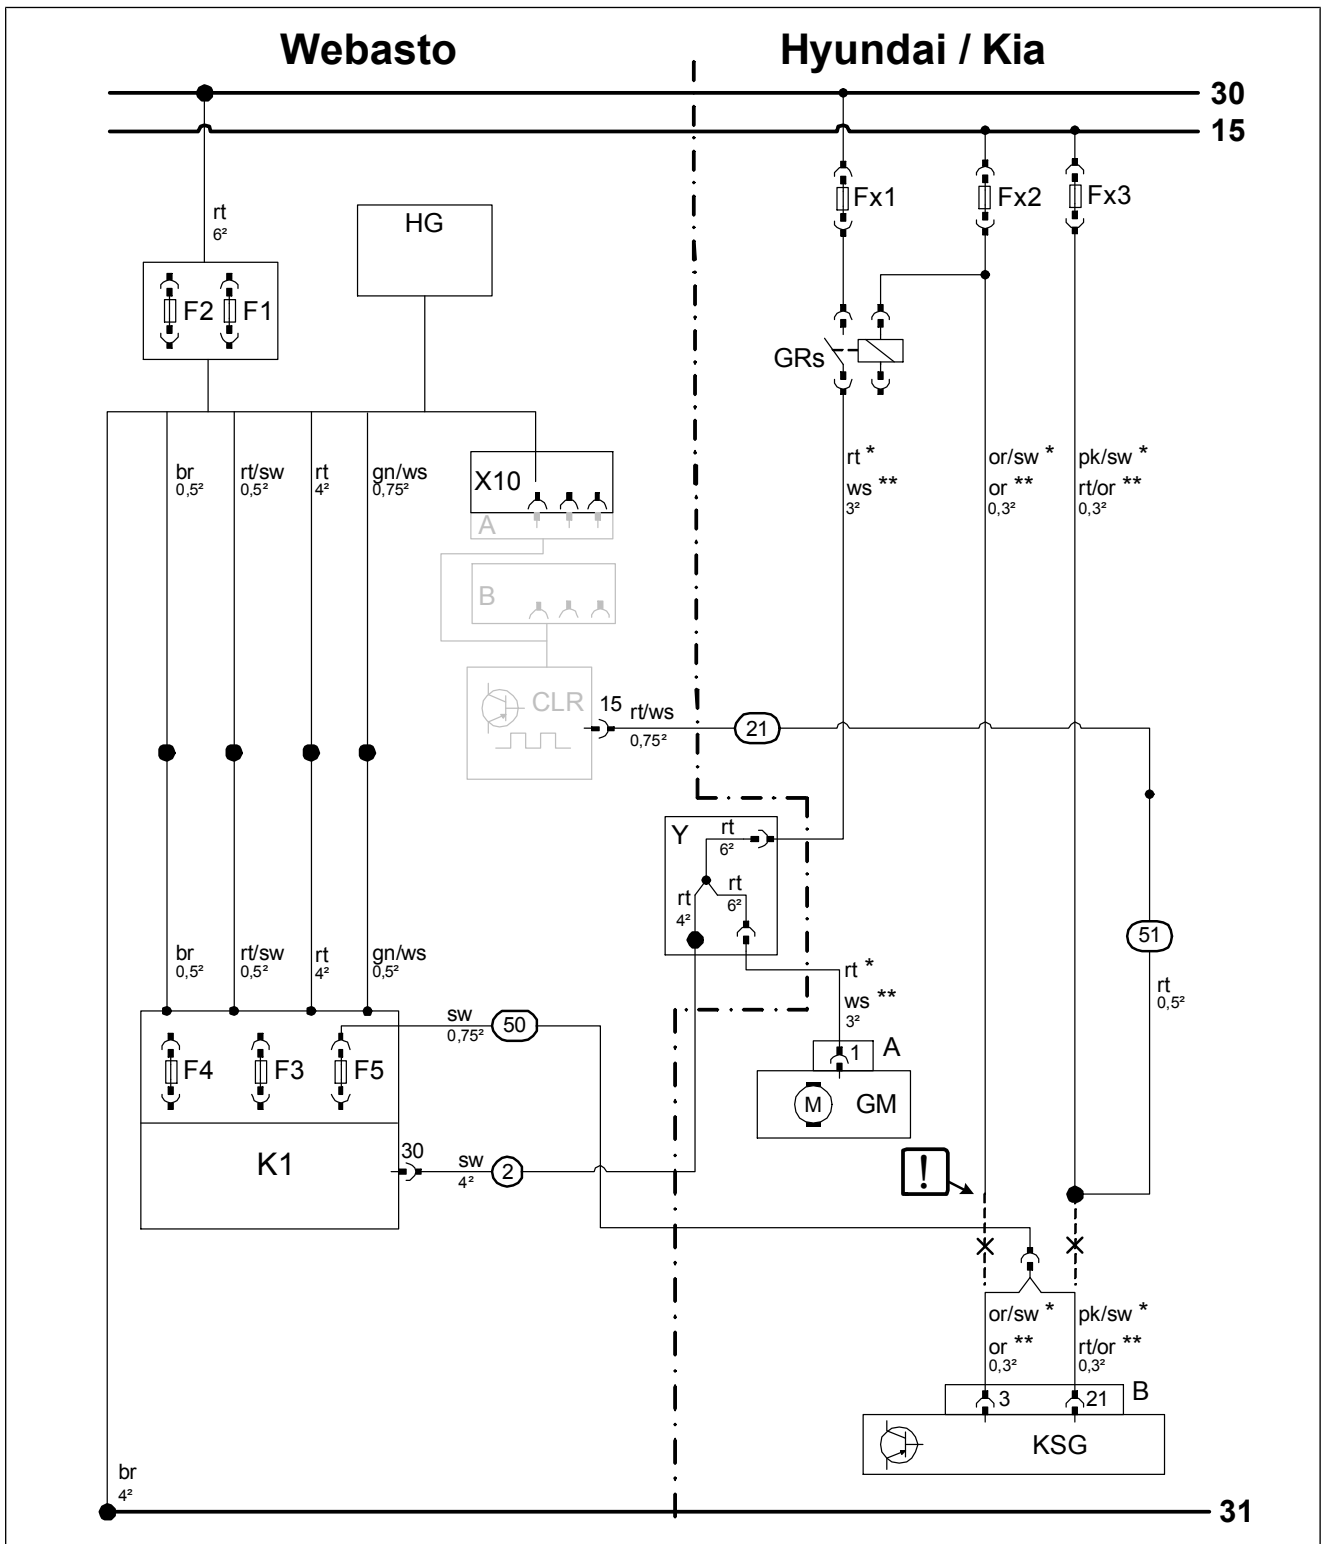 Webasto
Hyundai / Kia
30
15
Fx1
Fx2
Fx3
rt
6²
HG
F2
F1
GRs
br
0,5²
rt/sw
0,5²
rt
4²
gn/ws
0,75²
X10
A
B
rt *
ws **
3²
or/sw *
or **
0,3²
pk/sw *
rt/or **
0,3²
CLR
15
rt/ws
0,75²
21
Y
rt
6²
rt
6²
rt
4²
br
0,5²
rt/sw
0,5²
rt
4²
gn/ws
0,5²
51
rt
0,5²
rt *
ws **
3²
sw
0,75²
50
F4
F3
F5
1
A
M
GM
K1
30
sw
4²
2
!
or/sw *
or **
0,3²
pk/sw *
rt/or **
0,3²
3
21
B
KSG
br
4²
31